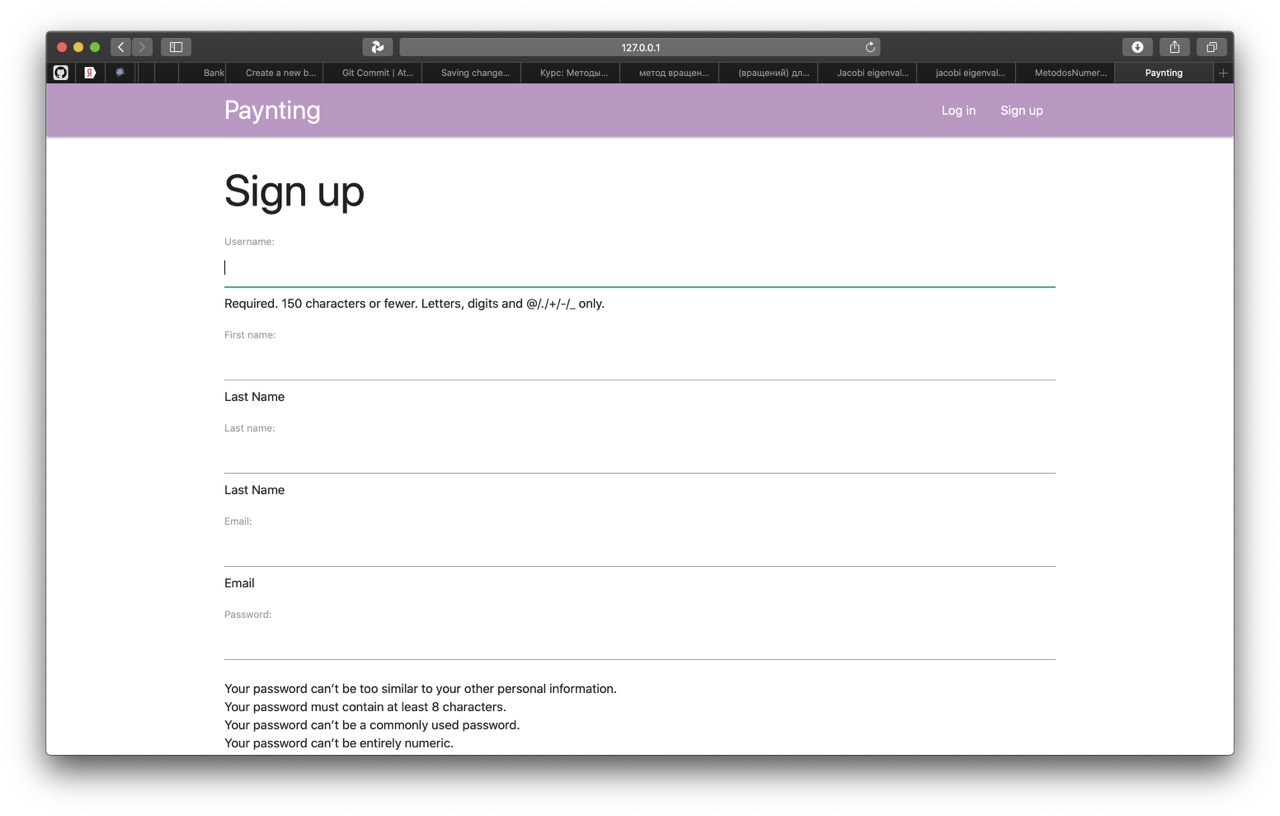 127.0.0.1
Bank
Create a new b...
Git Commit | At...
Saving change...
Курс: Методы...
метод вращен...
(вращений) дл...
Jacobi eigenval...
jacobi eigenval...
MetodosNumer...
Paynting
Paynting
Log in
Sign up
Sign up
Username:
Required. 150 characters or fewer. Letters, digits and @/./+/-/_ only.
First name:
Last Name
Last name:
Last Name
Email:
Email
Password:
Your password can’t be too similar to your other personal information.
Your password must contain at least 8 characters.
Your password can’t be a commonly used password.
Your password can’t be entirely numeric.